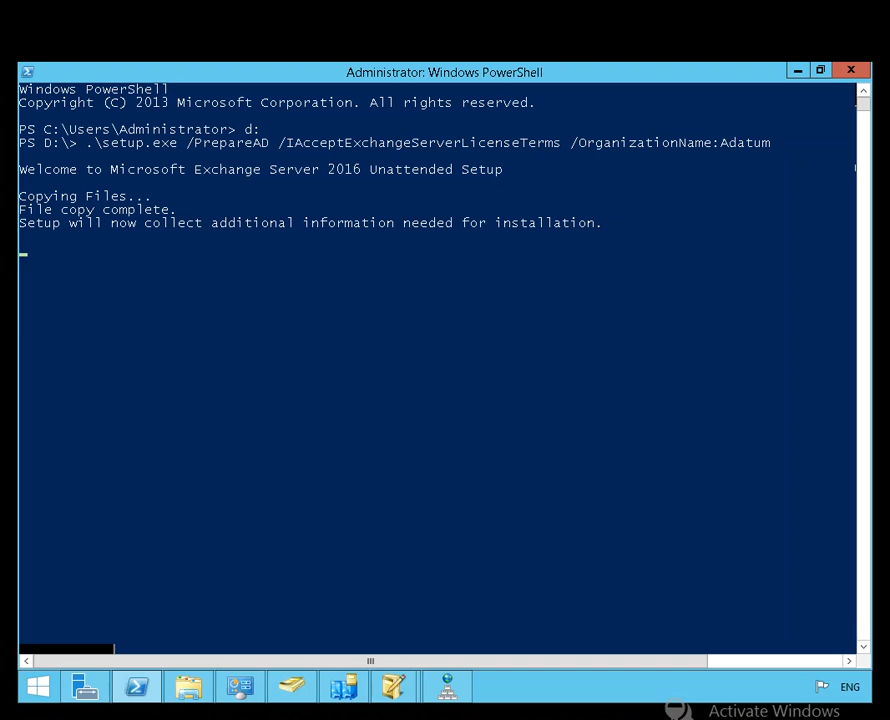 Administrator: Windows PowerShell
Windows PowerShell
Copyright (C) 2013 Microsoft Corporation. All rights reserved.
PS C:\Users\Administrator> d:
PS D:\> .\setup.exe /PrepareAD /IAcceptExchangeServerLicenseTerms /OrganizationName:Adatum
Welcome to Microsoft Exchange Server 2016 Unattended Setup
Copying Files...
File copy complete.
Setup will now collect additional information needed for installation.
ENG
Activate Windows